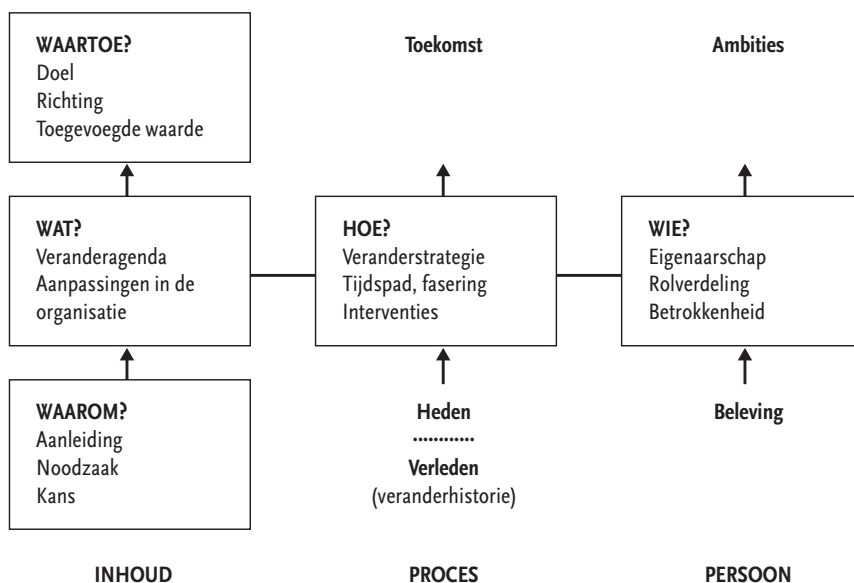 WAARTOE?
Doel
Richting
Toegevoegde waarde
Toekomst
Ambities
WAT?
Veranderagenda
Aanpassingen in de
organisatie
HOE?
Veranderstrategie
Tijdspad, fasering
Interventies
WIE?
Eigenaarschap
Rolverdeling
Betrokkenheid
WAAROM?
Aanleiding
Noodzaak
Kans
Heden
............
Verleden
(veranderhistorie)
Beleving
INHOUD
PROCES
PERSOON